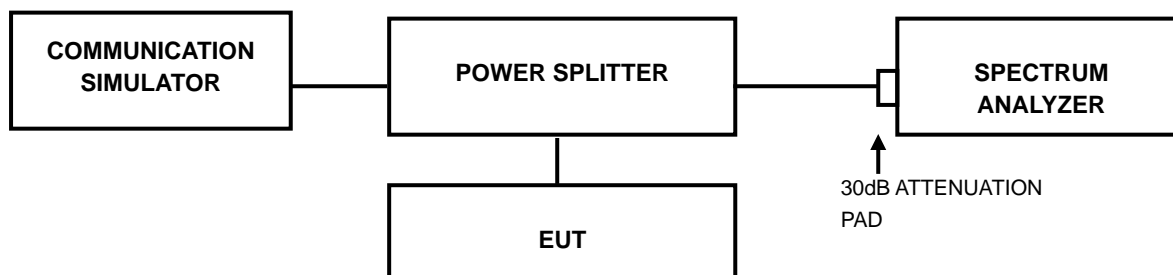 COMMUNICATION
SIMULATOR
POWER SPLITTER
SPECTRUM
ANALYZER
30dB ATTENUATION
PAD
EUT